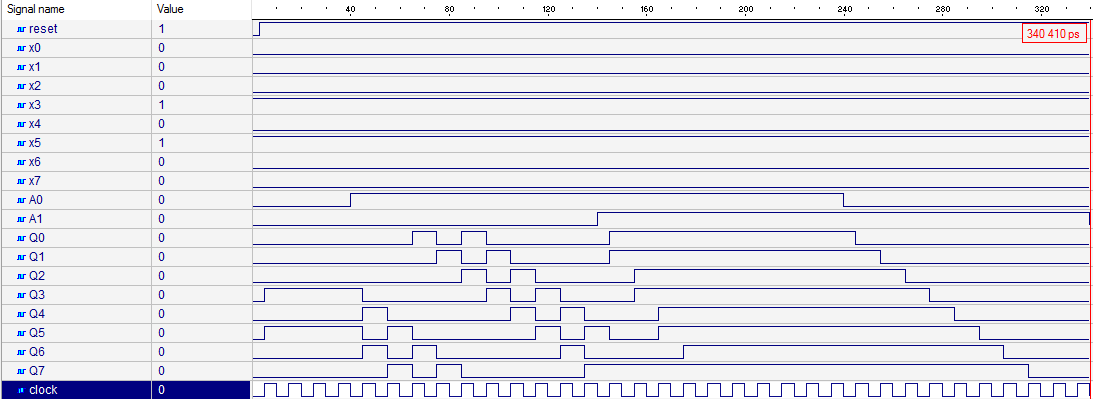 Signal name Value 40 80 120 160 200 240 280 320
reset 1 340 410 ps
x0 0
x1 0
x2 0
x3 1
x4 0
x5 1
x6 0
x7 0
A0 0
A1 0
Q0 0
Q1 0
Q2 0
Q3 0
Q4 0
Q5 0
Q6 0
Q7 0
clock 0